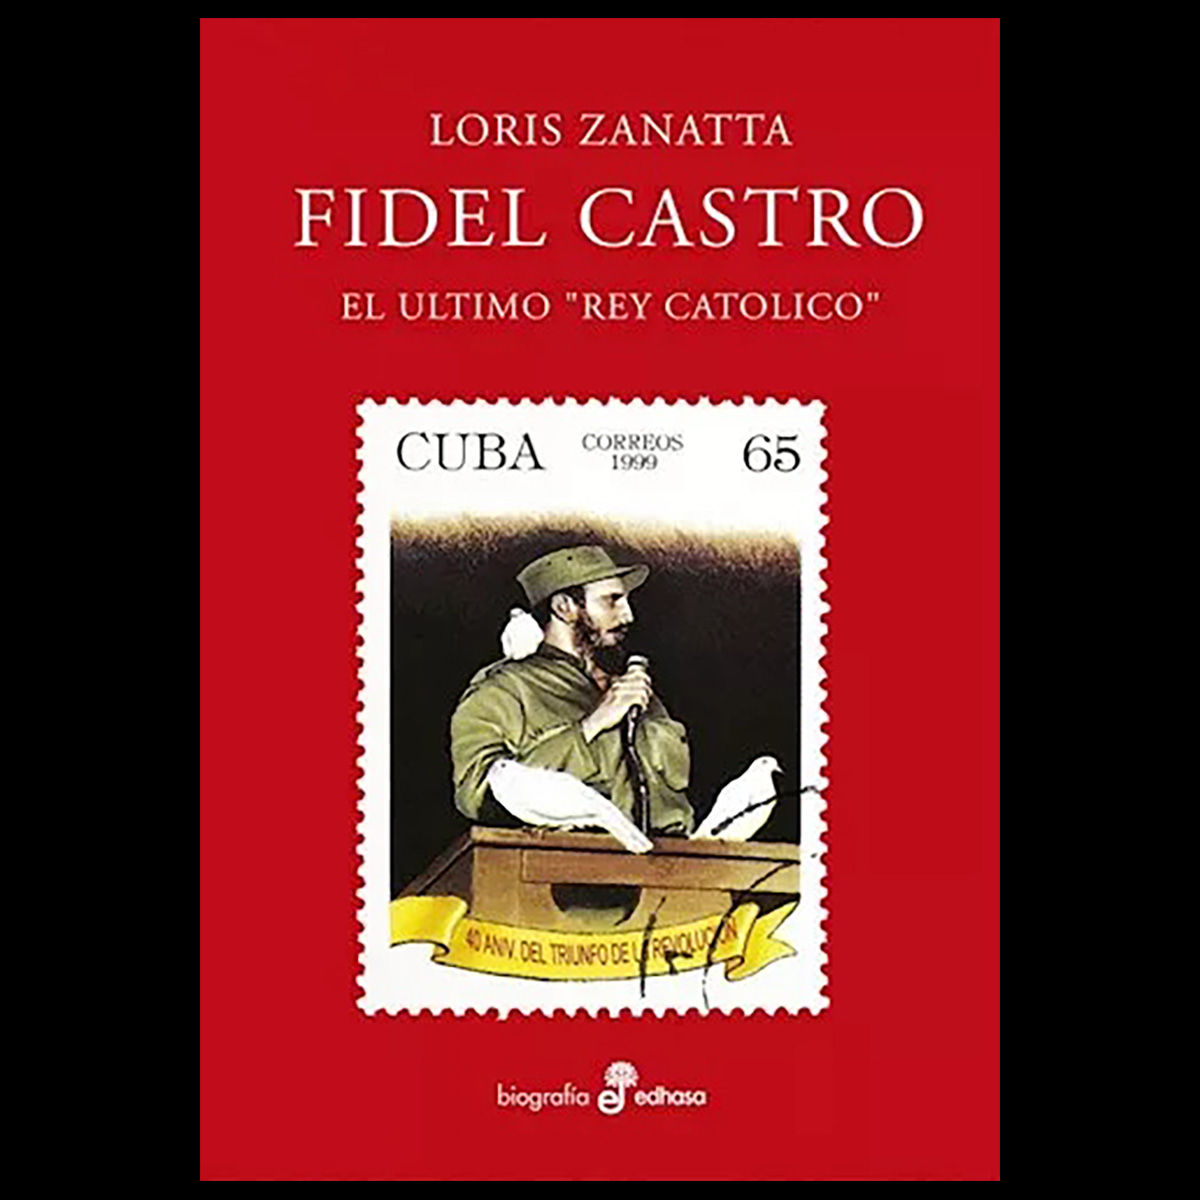 LORIS ZANATTA
FIDEL CASTRO
EL ULTIMO "REY CATOLICO"
CUBA
CORREOS
1999
65
40 ANIV. DEL TRIUNFO DE LA REVOLUCIÓN
biografía edhasa